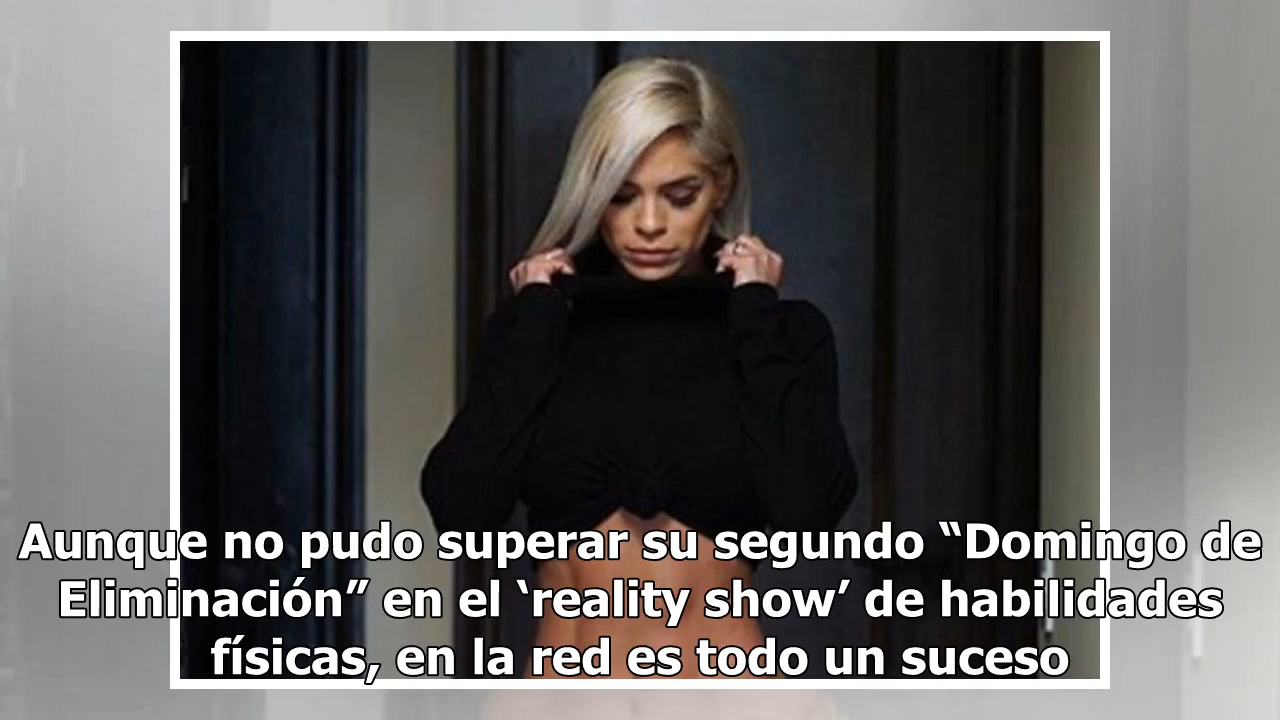 Aunque no pudo superar su segundo “Domingo de
Eliminación” en el ‘reality show’ de habilidades
físicas, en la red es todo un suceso